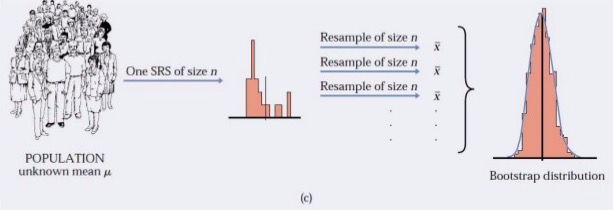 One SRS of size n
Resample of size n
x̄
Resample of size n
x̄
Resample of size n
x̄
POPULATION
unknown mean μ
Bootstrap distribution
(c)